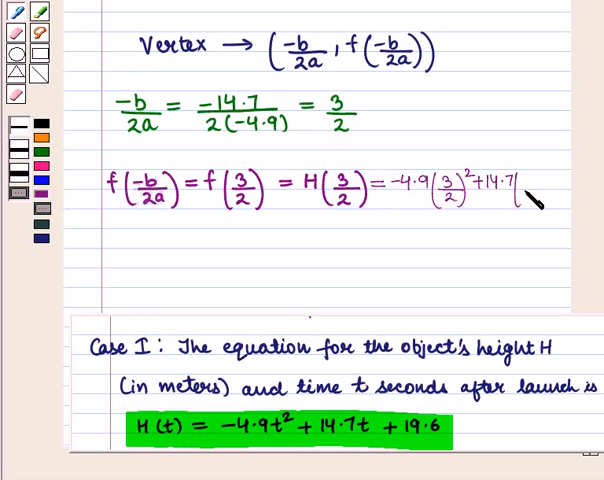 Vertex → (-b/2a, f(-b/2a))
-b/2a = -14.7/2(-4.9) = 3/2
f(-b/2a) = f(3/2) = H(3/2) = -4.9(3/2)² + 14.7(
Case I: The equation for the object's height H
(in meters) and time t seconds after launch is
H(t) = -4.9t² + 14.7t + 19.6